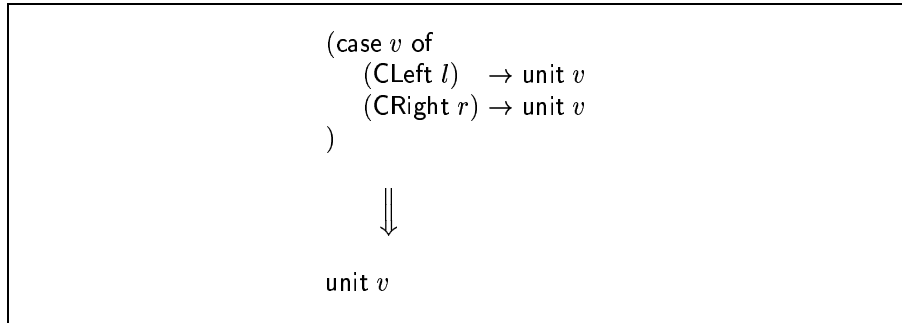 (case v of
(CLeft l) → unit v
(CRight r) → unit v
)
⇓
unit v